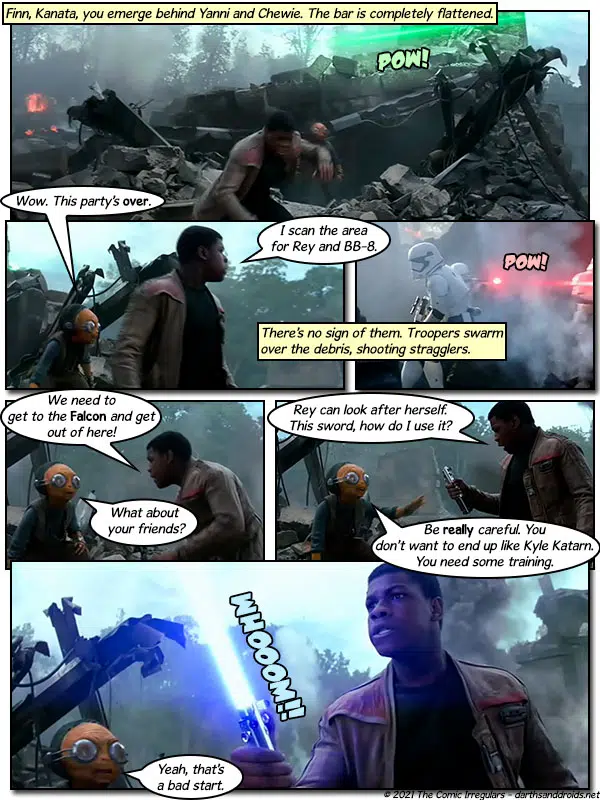 Finn, Kanata, you emerge behind Yanni and Chewie. The bar is completely flattened.
POW!
Wow. This party's over.
I scan the area
for Rey and BB-8.
POW!
There's no sign of them. Troopers swarm
over the debris, shooting stragglers.
We need to
get to the Falcon and get
out of here!
What about
your friends?
Rey can look after herself.
This sword, how do I use it?
Be really careful. You
don't want to end up like Kyle Katarn.
You need some training.
WHOOOM!!
Yeah, that's
a bad start.
© 2021 The Comic Irregulars - darthsanddroids.net